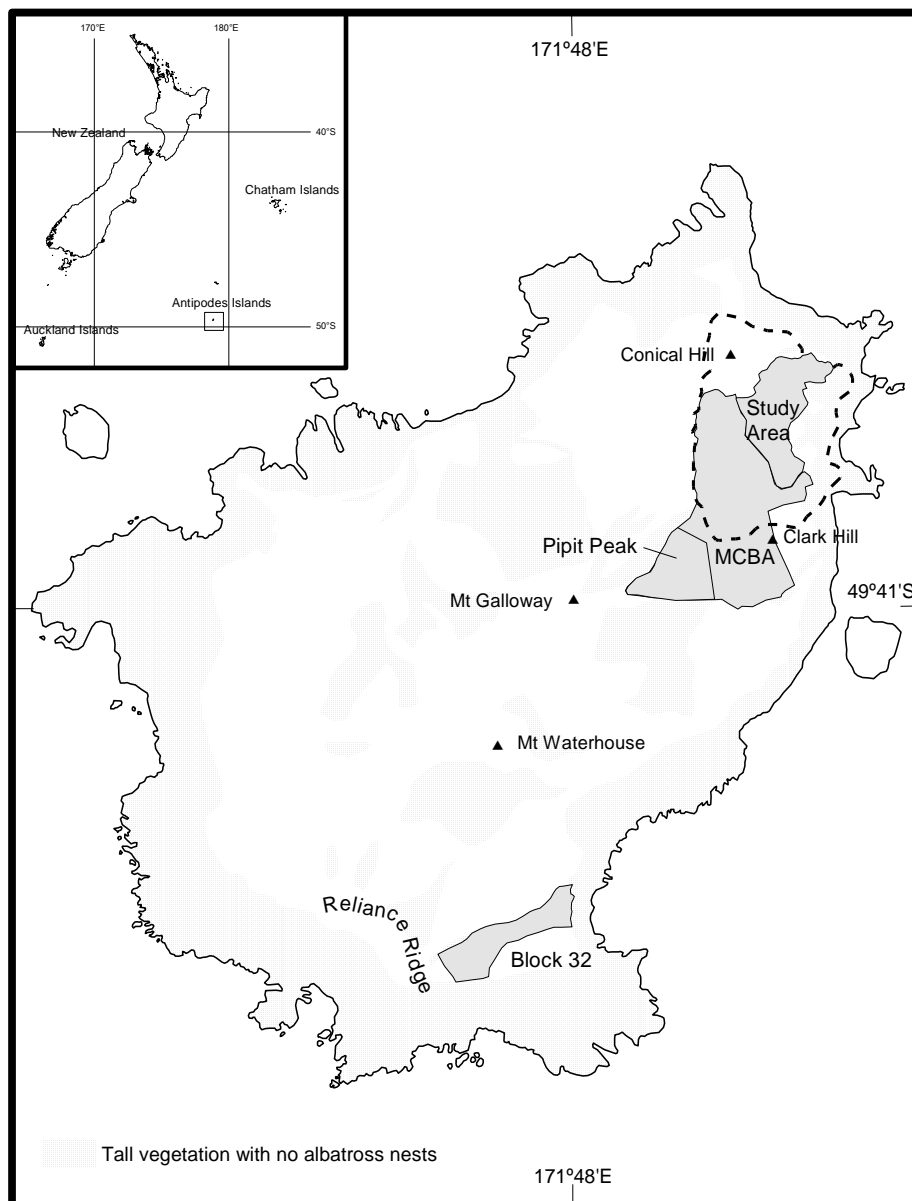 170°E
180°E
171°48'E
New Zealand
40°S
Chatham Islands
Antipodes Islands
Auckland Islands
50°S
Conical Hill
Study
Area
Pipit Peak
MCBA
Clark Hill
Mt Galloway
49°41'S
Mt Waterhouse
Reliance Ridge
Block 32
Tall vegetation with no albatross nests
171°48'E